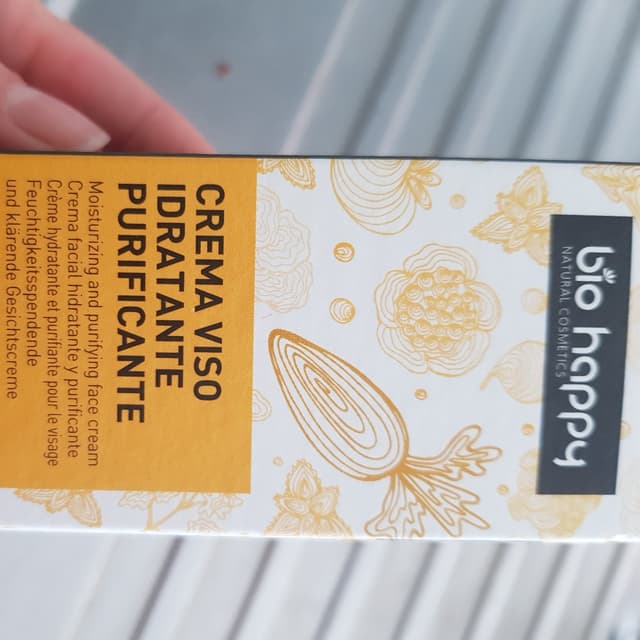 bio happy
NATURAL COSMETICS
CREMA VISO
IDRATANTE
PURIFICANTE
Moisturizing and purifying face cream
Crema facial hidratante y purificante
Crème hydratante et purifiante pour le visage
Feuchtigkeitsspendende
und klärende Gesichtscreme